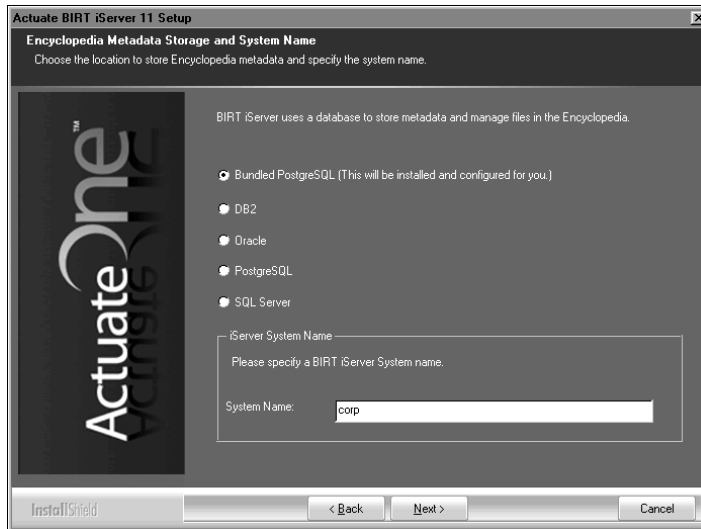 Actuate BIRT iServer 11 Setup
Encyclopedia Metadata Storage and System Name
Choose the location to store Encyclopedia metadata and specify the system name.
ActuateOne™
BIRT iServer uses a database to store metadata and manage files in the Encyclopedia.
Bundled PostgreSQL (This will be installed and configured for you.)
DB2
Oracle
PostgreSQL
SQL Server
iServer System Name
Please specify a BIRT iServer System name.
System Name: corp
InstallShield
< Back Next > Cancel